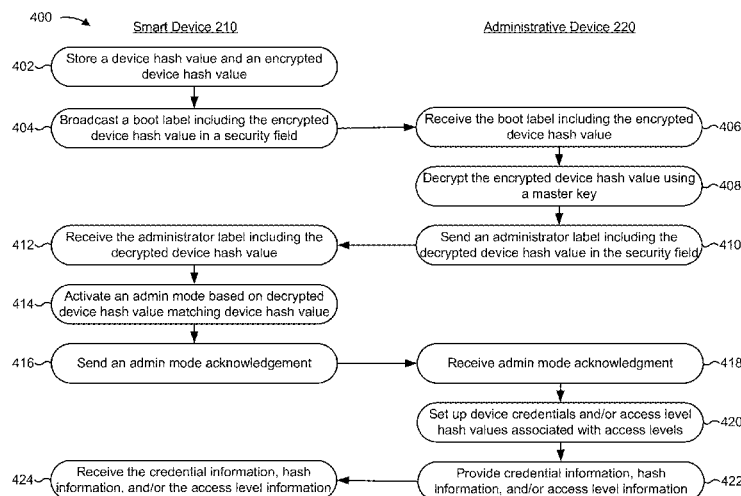 400
Smart Device 210
Administrative Device 220
402
Store a device hash value and an encrypted
device hash value
404
Broadcast a boot label including the encrypted
device hash value in a security field
Receive the boot label including the encrypted
device hash value
406
Decrypt the encrypted device hash value using
a master key
408
412
Receive the administrator label including the
decrypted device hash value
Send an administrator label including the
decrypted device hash value in the security field
410
414
Activate an admin mode based on decrypted
device hash value matching device hash value
416
Send an admin mode acknowledgement
Receive admin mode acknowledgment
418
Set up device credentials and/or access level
hash values associated with access levels
420
424
Receive the credential information, hash
information, and/or the access level information
Provide credential information, hash
information, and/or access level information
422